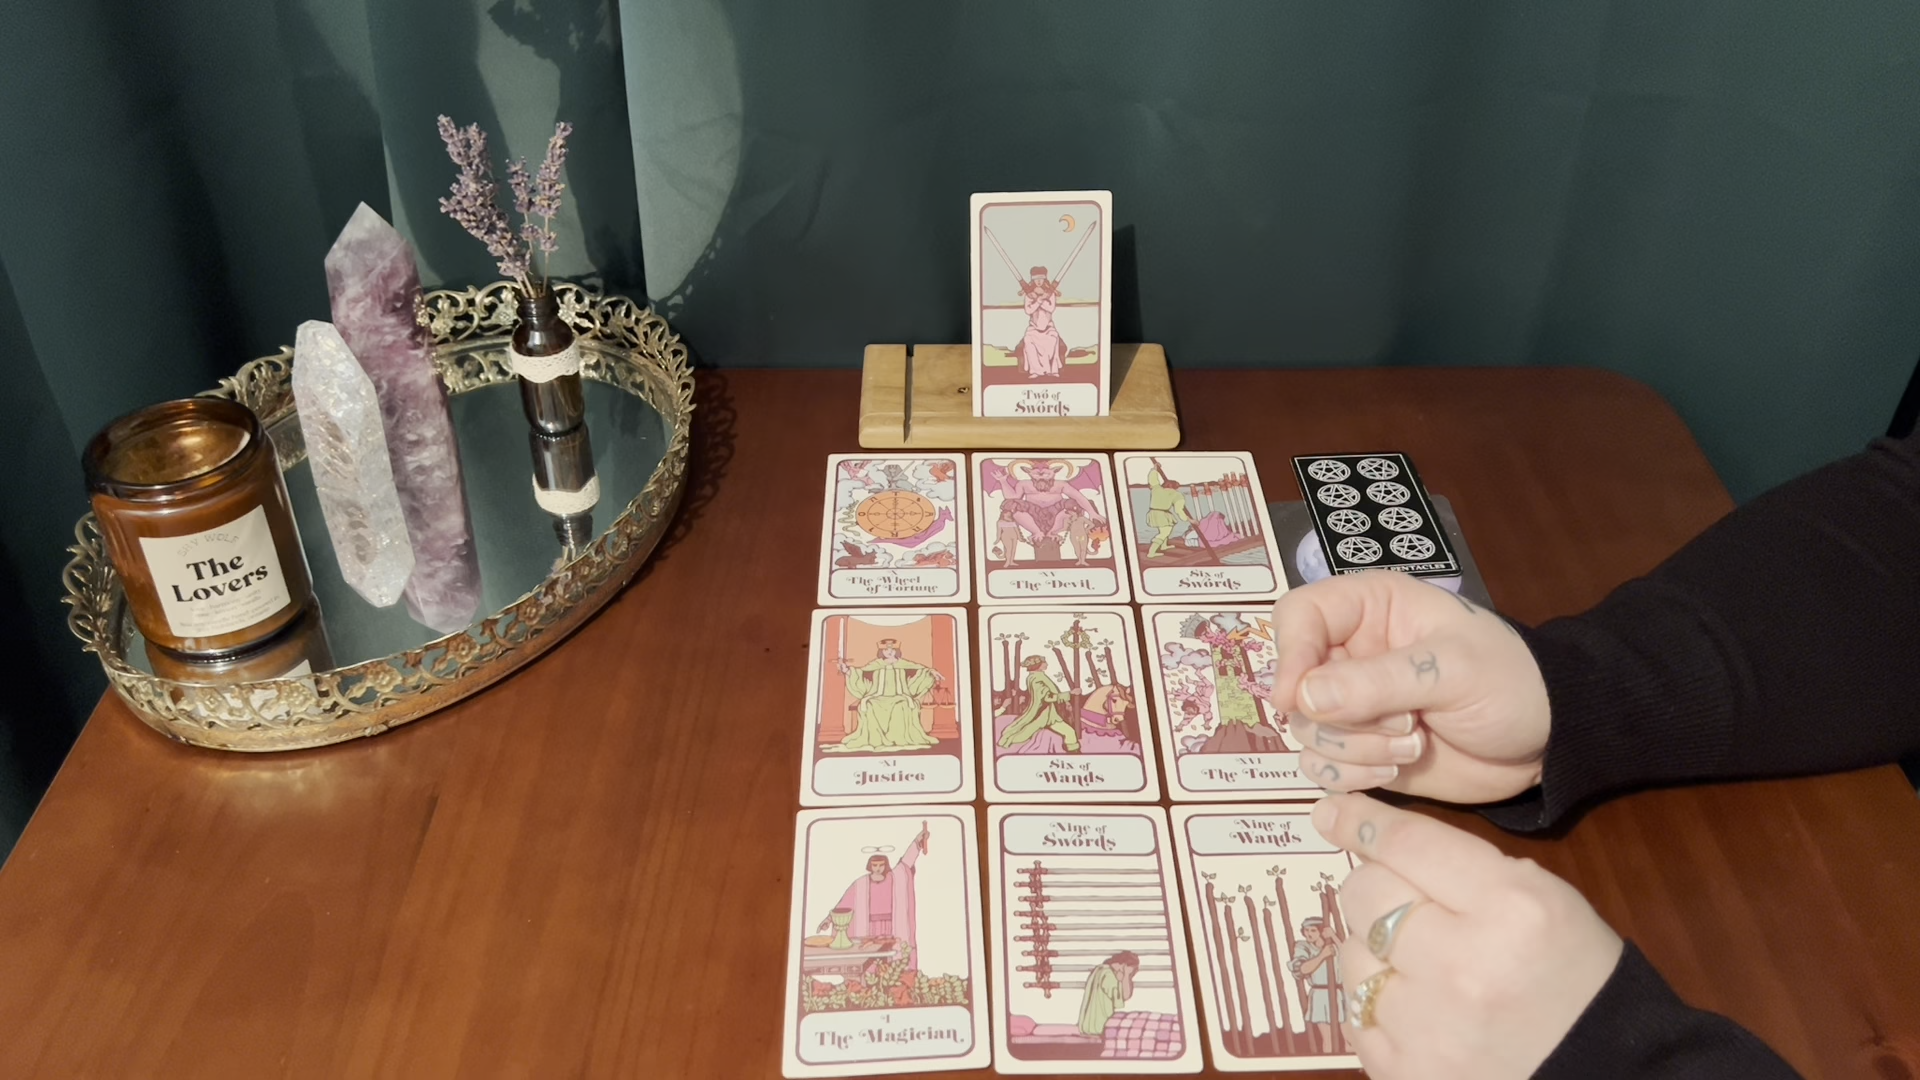 The
Lovers
Two of
Swords
X
The Wheel
of Fortune
XV
The Devil
Six of
Swords
PENTACLES
XI
Justice
Six of
Wands
XVI
The Tower
I
The Magician
Nine of
Swords
Nine of
Wands